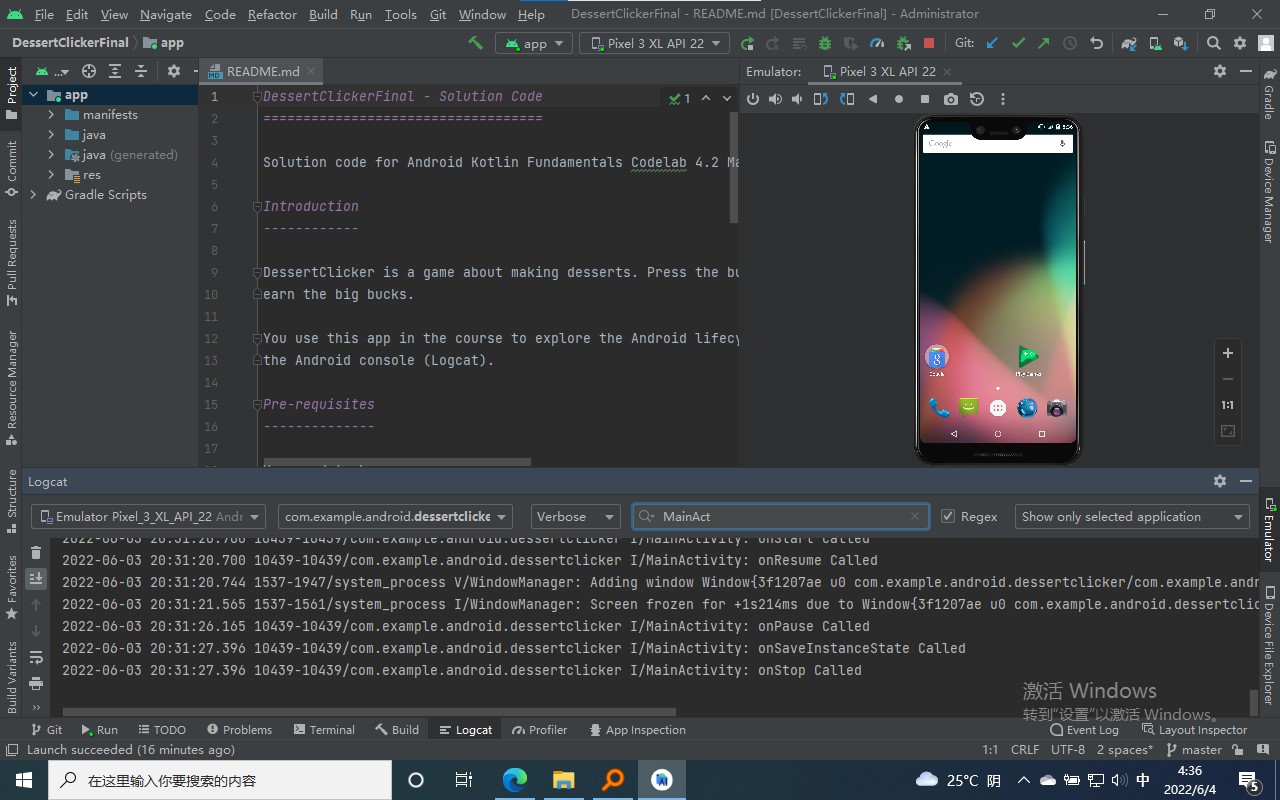 File Edit View Navigate Code Refactor Build Run Tools Git Window Help DessertClickerFinal - README.md [DessertClickerFinal] - Administrator
DessertClickerFinal app
app Pixel 3 XL API 22 Git:
Project
Commit
Pull Requests
Resource Manager
Structure
Favorites
Build Variants
...
app
manifests
java
java (generated)
res
Gradle Scripts
README.md
1
1 DessertClickerFinal - Solution Code
2 ===================================
3
4 Solution code for Android Kotlin Fundamentals Codelab 4.2 Ma
5
6 Introduction
7 ------------
8
9 DessertClicker is a game about making desserts. Press the bu
10 earn the big bucks.
11
12 You use this app in the course to explore the Android lifecy
13 the Android console (Logcat).
14
15 Pre-requisites
16 --------------
17
Emulator: Pixel 3 XL API 22
Google
1:1
Gradle
Device Manager
Emulator
Device File Explorer
Logcat
Emulator Pixel_3_XL_API_22 Andr com.example.android.dessertclicke Verbose MainAct Regex Show only selected application
2022-06-03 20:31:20.700 10439-10439/com.example.android.dessertclicker I/MainActivity: onStart Called
2022-06-03 20:31:20.700 10439-10439/com.example.android.dessertclicker I/MainActivity: onResume Called
2022-06-03 20:31:20.744 1537-1947/system_process V/WindowManager: Adding window Window{3f1207ae u0 com.example.android.dessertclicker/com.example.and
2022-06-03 20:31:21.565 1537-1561/system_process I/WindowManager: Screen frozen for +1s214ms due to Window{3f1207ae u0 com.example.android.dessertclic
2022-06-03 20:31:26.165 10439-10439/com.example.android.dessertclicker I/MainActivity: onPause Called
2022-06-03 20:31:27.396 10439-10439/com.example.android.dessertclicker I/MainActivity: onSaveInstanceState Called
2022-06-03 20:31:27.396 10439-10439/com.example.android.dessertclicker I/MainActivity: onStop Called
激活 Windows
转到“设置”以激活 Windows。
Git Run TODO Problems Terminal Build Logcat Profiler App Inspection Event Log Layout Inspector
Launch succeeded (16 minutes ago) 1:1 CRLF UTF-8 2 spaces* master
在这里输入你要搜索的内容 25°C 阴 中 4:36
2022/6/4
5